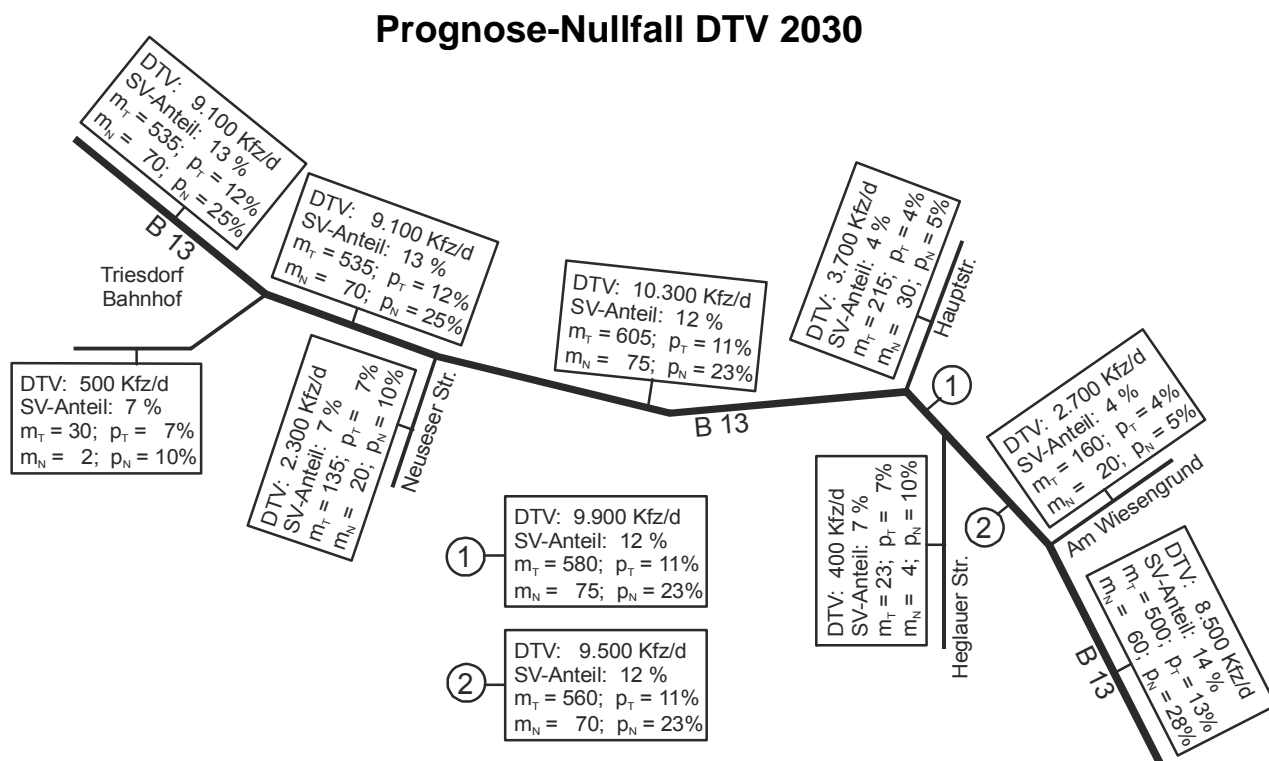 Prognose-Nullfall DTV 2030
DTV: 9.100 Kfz/d
SV-Anteil: 13 %
m_T = 535; p_T = 12%
m_N = 70; p_N = 25%
B 13
DTV: 9.100 Kfz/d
SV-Anteil: 13 %
m_T = 535; p_T = 12%
m_N = 70; p_N = 25%
Triesdorf
Bahnhof
DTV: 500 Kfz/d
SV-Anteil: 7 %
m_T = 30; p_T = 7%
m_N = 2; p_N = 10%
DTV: 2.300 Kfz/d
SV-Anteil: 7 %
m_T = 135; p_T = 7%
m_N = 20; p_N = 10%
Neuseser Str.
DTV: 10.300 Kfz/d
SV-Anteil: 12 %
m_T = 605; p_T = 11%
m_N = 75; p_N = 23%
B 13
DTV: 3.700 Kfz/d
SV-Anteil: 4 %
m_T = 215; p_T = 4%
m_N = 30; p_N = 5%
Hauptstr.
1
DTV: 2.700 Kfz/d
SV-Anteil: 4 %
m_T = 160; p_T = 4%
m_N = 20; p_N = 5%
Am Wiesengrund
2
DTV: 400 Kfz/d
SV-Anteil: 7 %
m_T = 23; p_T = 7%
m_N = 4; p_N = 10%
Heglauer Str.
1
DTV: 9.900 Kfz/d
SV-Anteil: 12 %
m_T = 580; p_T = 11%
m_N = 75; p_N = 23%
2
DTV: 9.500 Kfz/d
SV-Anteil: 12 %
m_T = 560; p_T = 11%
m_N = 70; p_N = 23%
DTV: 8.500 Kfz/d
SV-Anteil: 14 %
m_T = 500; p_T = 13%
m_N = 60; p_N = 28%
B 13